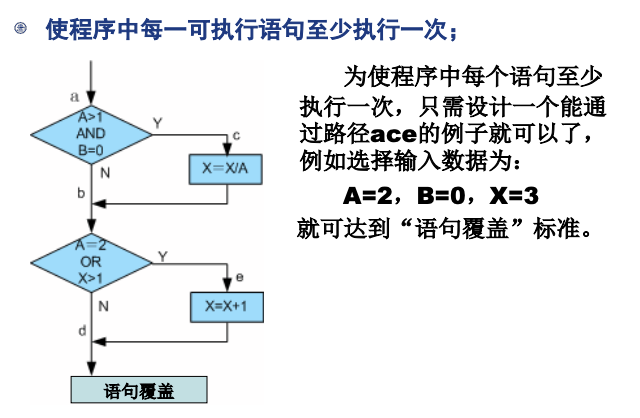 使程序中每一可执行语句至少执行一次；
为使程序中每个语句至少
执行一次，只需设计一个能通
过路径ace的例子就可以了，
例如选择输入数据为：
A=2，B=0，X=3
就可达到“语句覆盖”标准。
a
A>1
AND
B=0
Y
c
X=X/A
N
b
A=2
OR
X>1
Y
e
X=X+1
N
d
语句覆盖